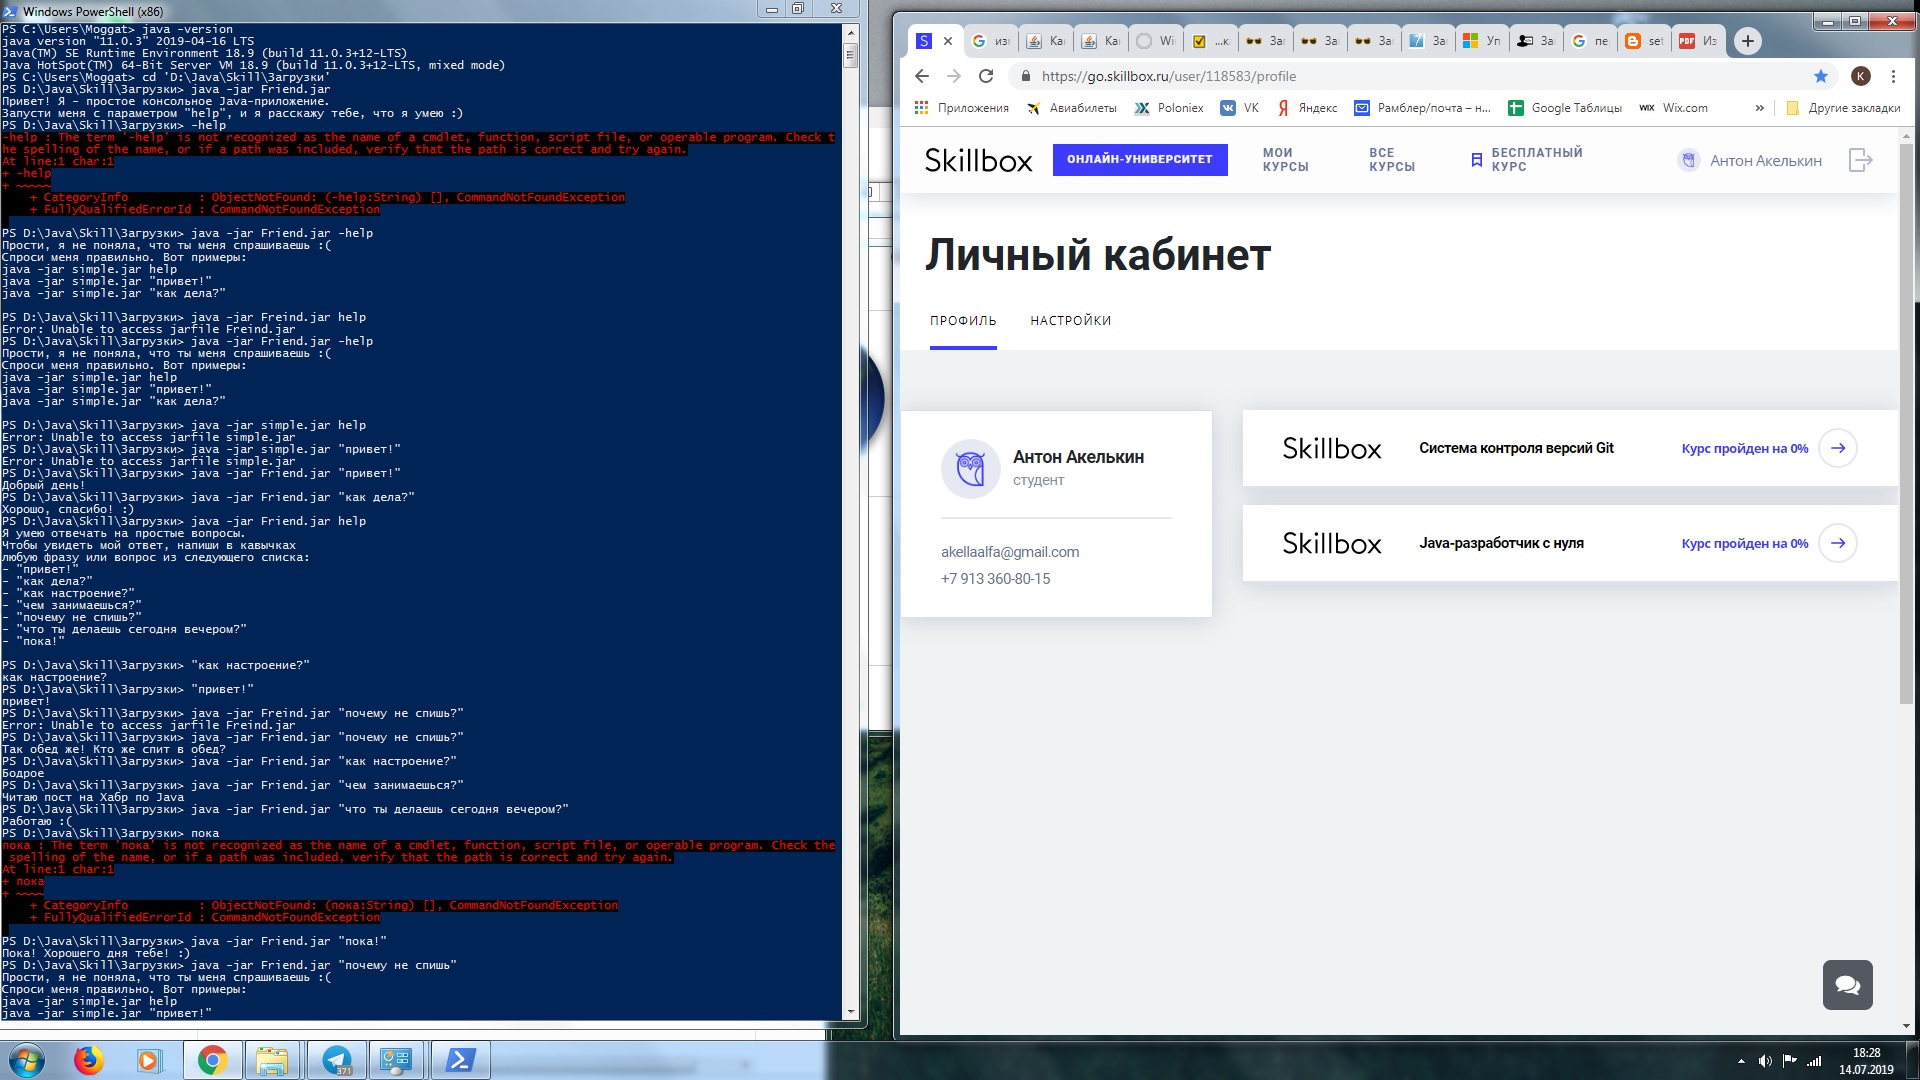 Windows PowerShell (x86)
PS C:\Users\Moggat> java -version
java version "11.0.3" 2019-04-16 LTS
Java(TM) SE Runtime Environment 18.9 (build 11.0.3+12-LTS)
Java HotSpot(TM) 64-Bit Server VM 18.9 (build 11.0.3+12-LTS, mixed mode)
PS C:\Users\Moggat> cd 'D:\Java\Skill\Загрузки'
PS D:\Java\Skill\Загрузки> java -jar Friend.jar
Привет! Я - простое консольное Java-приложение.
Запусти меня с параметром "help", и я расскажу тебе, что я умею :)
PS D:\Java\Skill\Загрузки> -help
-help : The term '-help' is not recognized as the name of a cmdlet, function, script file, or operable program. Check t
he spelling of the name, or if a path was included, verify that the path is correct and try again.
At line:1 char:1
+ -help
+ ~~~~~
+ CategoryInfo : ObjectNotFound: (-help:String) [], CommandNotFoundException
+ FullyQualifiedErrorId : CommandNotFoundException
PS D:\Java\Skill\Загрузки> java -jar Friend.jar -help
Прости, я не поняла, что ты меня спрашиваешь :(
Спроси меня правильно. Вот примеры:
java -jar simple.jar help
java -jar simple.jar "привет!"
java -jar simple.jar "как дела?"
PS D:\Java\Skill\Загрузки> java -jar Freind.jar help
Error: Unable to access jarfile Freind.jar
PS D:\Java\Skill\Загрузки> java -jar Friend.jar -help
Прости, я не поняла, что ты меня спрашиваешь :(
Спроси меня правильно. Вот примеры:
java -jar simple.jar help
java -jar simple.jar "привет!"
java -jar simple.jar "как дела?"
PS D:\Java\Skill\Загрузки> java -jar simple.jar help
Error: Unable to access jarfile simple.jar
PS D:\Java\Skill\Загрузки> java -jar simple.jar "привет!"
Error: Unable to access jarfile simple.jar
PS D:\Java\Skill\Загрузки> java -jar Friend.jar "привет!"
Добрый день!
PS D:\Java\Skill\Загрузки> java -jar Friend.jar "как дела?"
Хорошо, спасибо! :)
PS D:\Java\Skill\Загрузки> java -jar Friend.jar help
Я умею отвечать на простые вопросы.
Чтобы увидеть мой ответ, напиши в кавычках
любую фразу или вопрос из следующего списка:
- "привет!"
- "как дела?"
- "как настроение?"
- "чем занимаешься?"
- "почему не спишь?"
- "что ты делаешь сегодня вечером?"
- "пока!"
PS D:\Java\Skill\Загрузки> "как настроение?"
как настроение?
PS D:\Java\Skill\Загрузки> "привет!"
привет!
PS D:\Java\Skill\Загрузки> java -jar Freind.jar "почему не спишь?"
Error: Unable to access jarfile Freind.jar
PS D:\Java\Skill\Загрузки> java -jar Friend.jar "почему не спишь?"
Так обед же! Кто же спит в обед?
PS D:\Java\Skill\Загрузки> java -jar Friend.jar "как настроение?"
Бодрое
PS D:\Java\Skill\Загрузки> java -jar Friend.jar "чем занимаешься?"
Читаю пост на Хабр по Java
PS D:\Java\Skill\Загрузки> java -jar Friend.jar "что ты делаешь сегодня вечером?"
Работаю :(
PS D:\Java\Skill\Загрузки> пока
пока : The term 'пока' is not recognized as the name of a cmdlet, function, script file, or operable program. Check the
spelling of the name, or if a path was included, verify that the path is correct and try again.
At line:1 char:1
+ пока
+ ~~~~
+ CategoryInfo : ObjectNotFound: (пока:String) [], CommandNotFoundException
+ FullyQualifiedErrorId : CommandNotFoundException
PS D:\Java\Skill\Загрузки> java -jar Friend.jar "пока!"
Пока! Хорошего дня тебе! :)
PS D:\Java\Skill\Загрузки> java -jar Friend.jar "почему не спишь"
Прости, я не поняла, что ты меня спрашиваешь :(
Спроси меня правильно. Вот примеры:
java -jar simple.jar help
java -jar simple.jar "привет!"
https://go.skillbox.ru/user/118583/profile
K
Приложения Авиабилеты Poloniex VK Яндекс Рамблер/почта – н... Google Таблицы WIX Wix.com » Другие закладки
Skillbox ОНЛАЙН-УНИВЕРСИТЕТ МОИ КУРСЫ ВСЕ КУРСЫ БЕСПЛАТНЫЙ КУРС Антон Акелькин
Личный кабинет
ПРОФИЛЬ НАСТРОЙКИ
Антон Акелькин
студент
akellaalfa@gmail.com
+7 913 360-80-15
Skillbox Система контроля версий Git Курс пройден на 0%
Skillbox Java-разработчик с нуля Курс пройден на 0%
371
18:28
14.07.2019